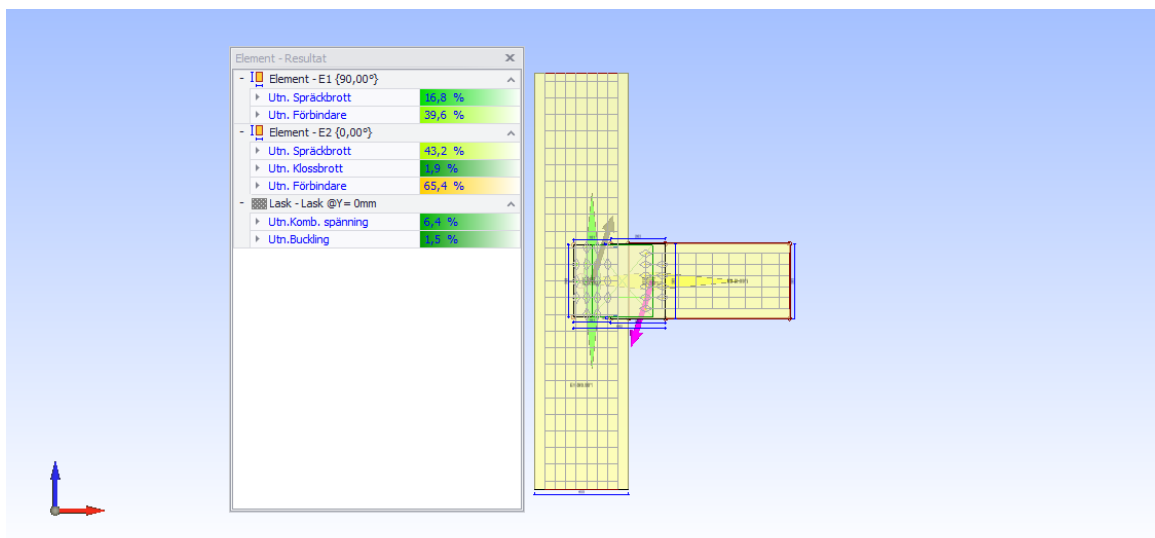 Element - Resultat
Element - E1 {90,00°}
Utn. Spräckbrott 16,8 %
Utn. Förbindare 39,6 %
Element - E2 {0,00°}
Utn. Spräckbrott 43,2 %
Utn. Klossbrott 1,9 %
Utn. Förbindare 65,4 %
Lask - Lask @Y= 0mm
Utn.Komb. spänning 6,4 %
Utn.Buckling 1,5 %